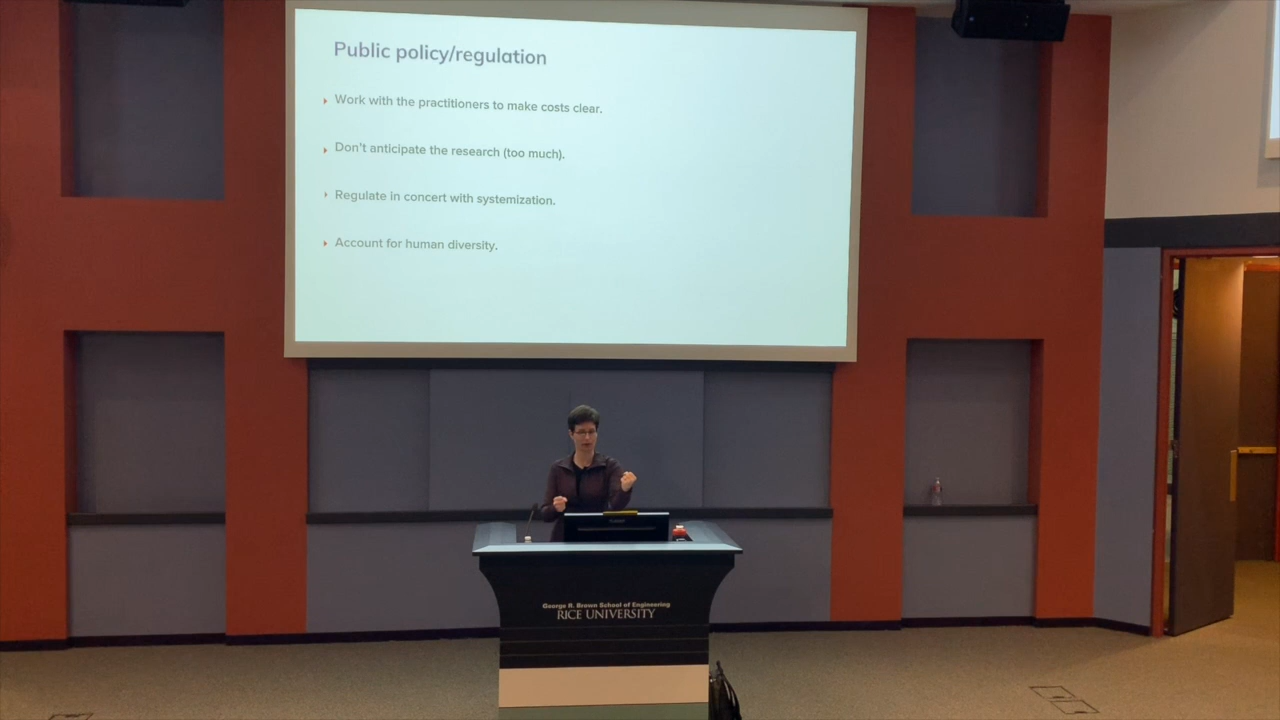 Public policy/regulation
Work with the practitioners to make costs clear.
Don't anticipate the research (too much).
Regulate in concert with systemization.
Account for human diversity.
George R. Brown School of Engineering
RICE UNIVERSITY